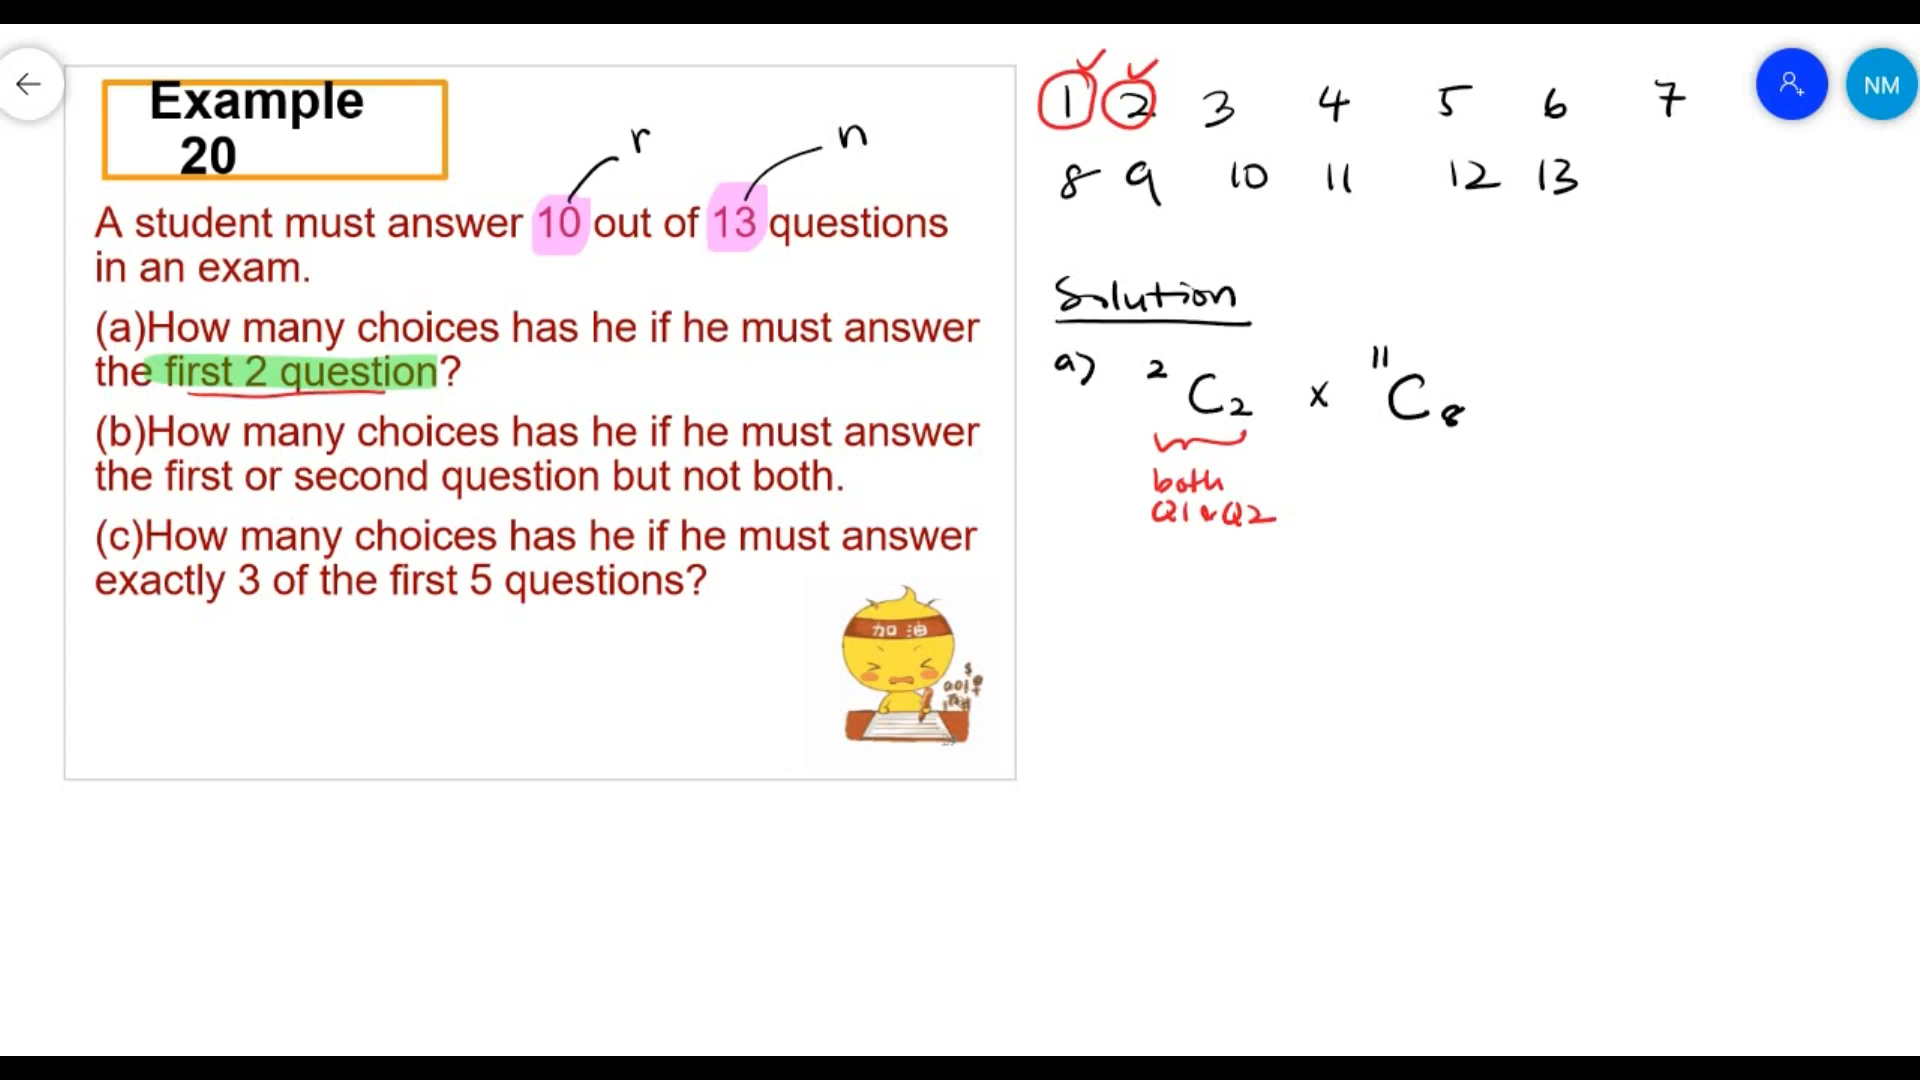 Example
20
r
n
A student must answer 10 out of 13 questions
in an exam.
(a)How many choices has he if he must answer
the first 2 question?
(b)How many choices has he if he must answer
the first or second question but not both.
(c)How many choices has he if he must answer
exactly 3 of the first 5 questions?
加油
1 2 3 4 5 6 7
8 9 10 11 12 13
NM
Solution
a) ²C₂ x ¹¹C₈
both
Q1 & Q2